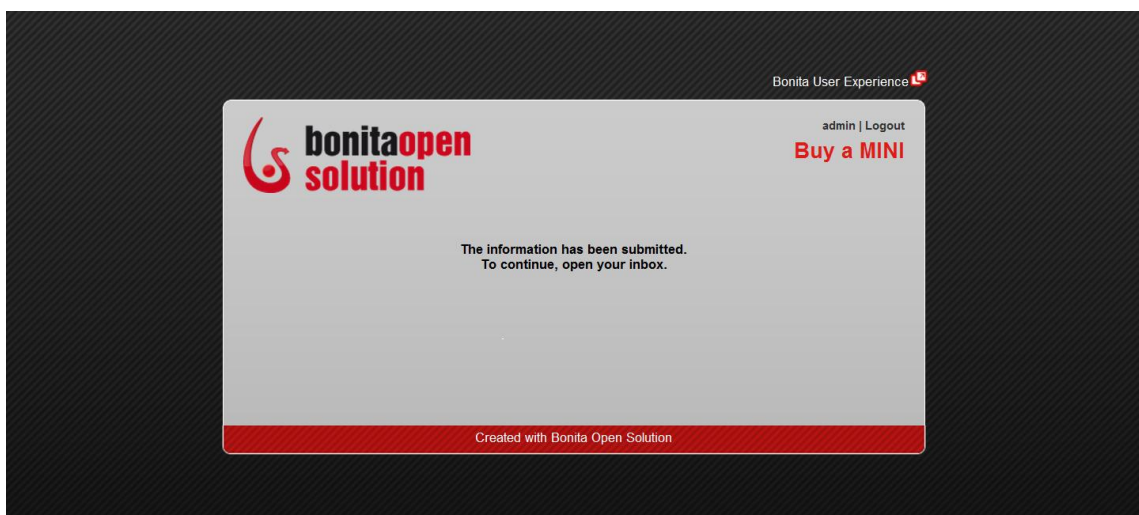 Bonita User Experience
admin | Logout
bonitaopen
solution
Buy a MINI
The information has been submitted.
To continue, open your inbox.
Created with Bonita Open Solution